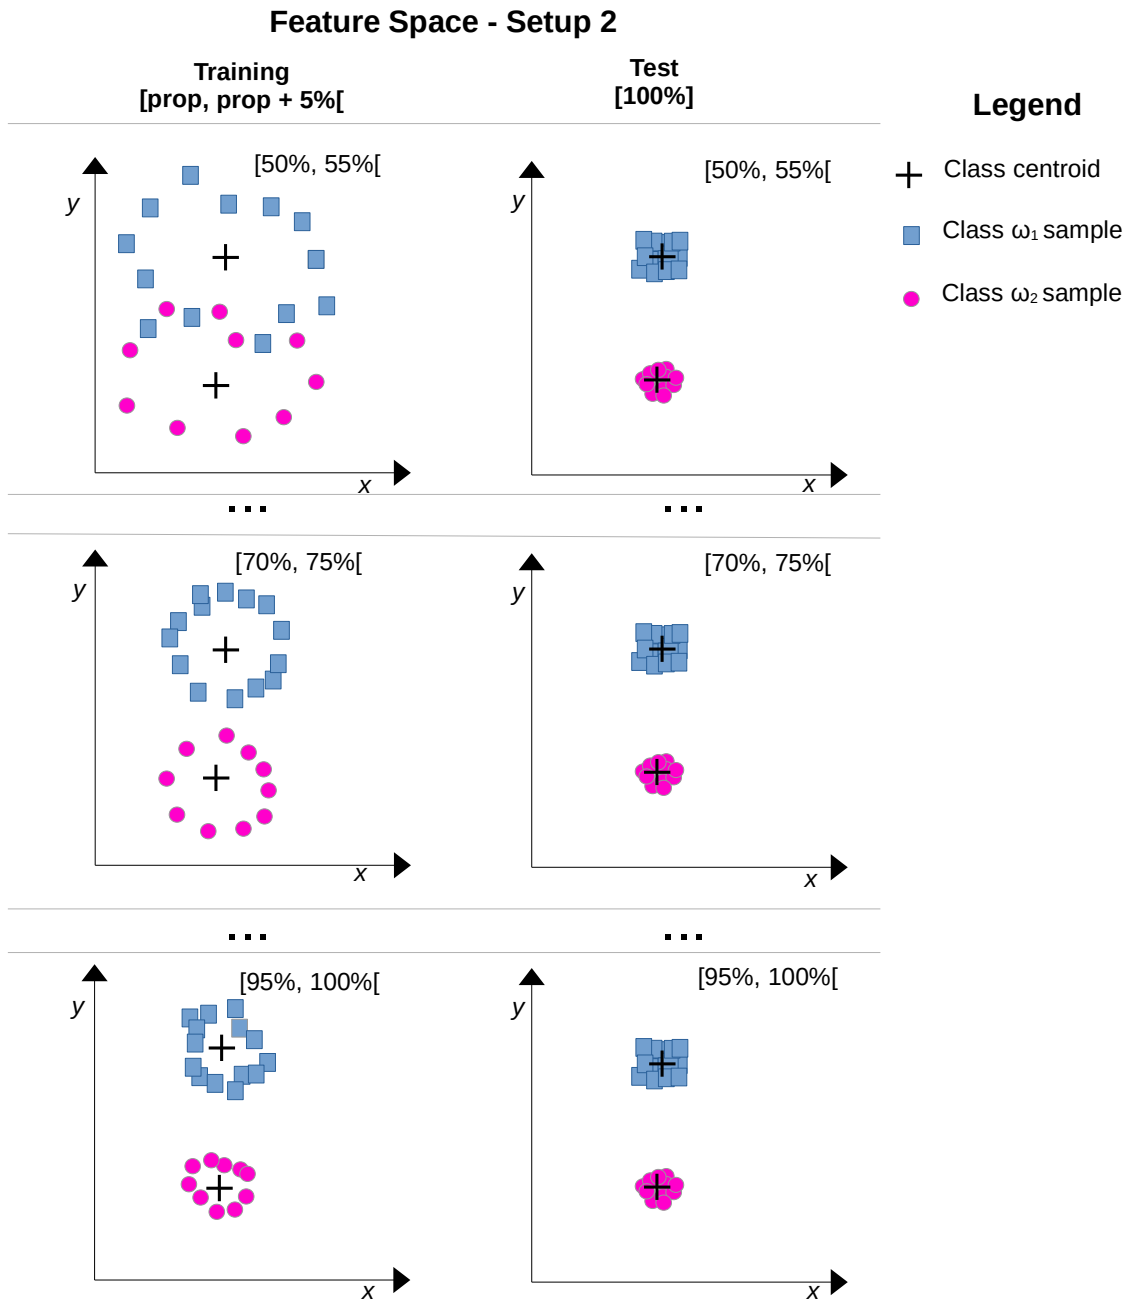 Feature Space - Setup 2
Training
[prop, prop + 5%[
Test
[100%]
Legend
Class centroid
Class ω₁ sample
Class ω₂ sample
[50%, 55%[
y
x
[50%, 55%[
y
x
...
...
[70%, 75%[
y
x
[70%, 75%[
y
x
...
...
[95%, 100%[
y
x
[95%, 100%[
y
x